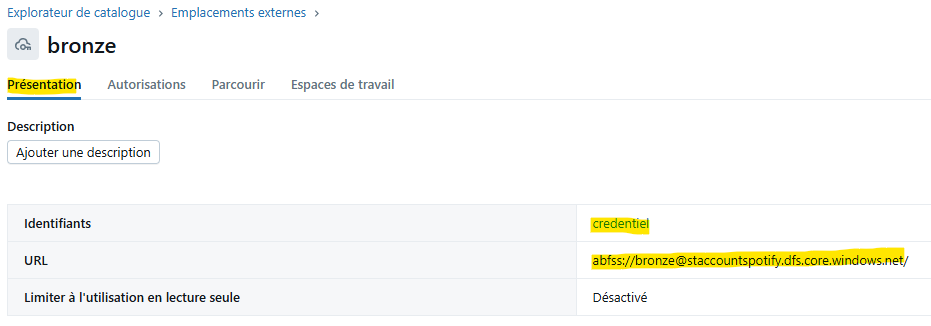 Explorateur de catalogue > Emplacements externes >
bronze
Présentation Autorisations Parcourir Espaces de travail
Description
Ajouter une description
Identifiants credentiel
URL abfss://bronze@staccountspotify.dfs.core.windows.net/
Limiter à l'utilisation en lecture seule Désactivé